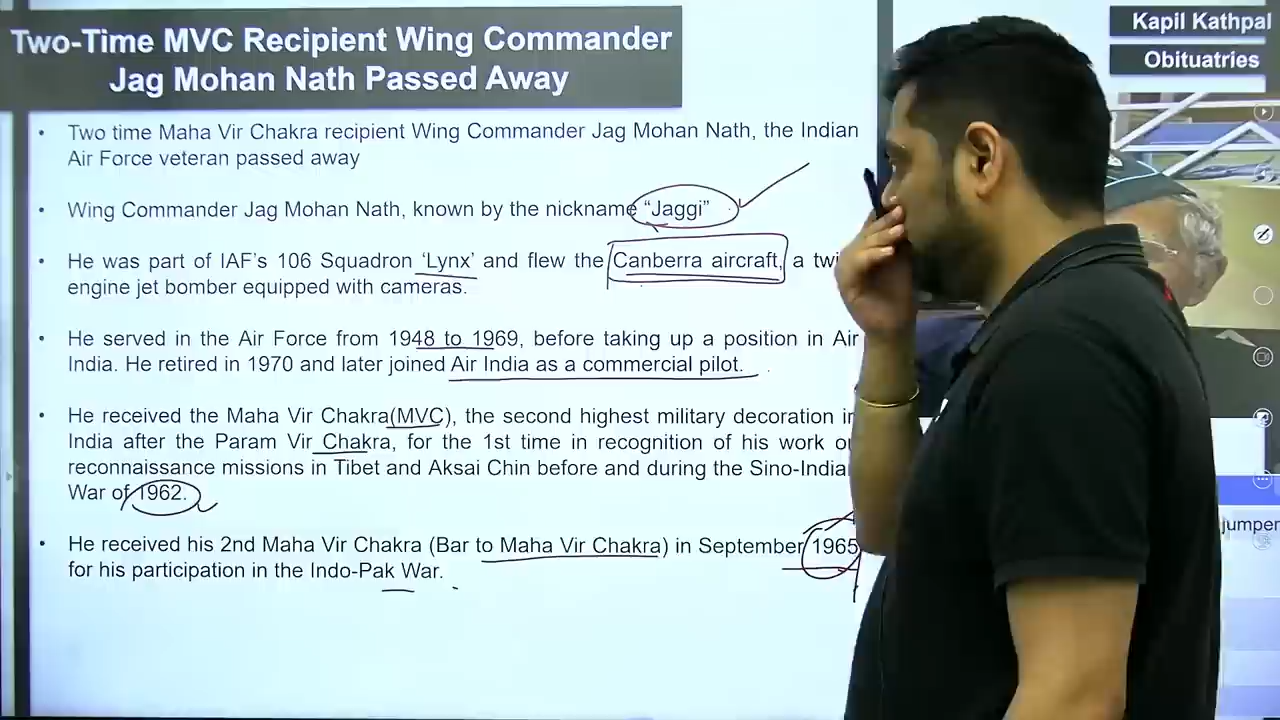 Two-Time MVC Recipient Wing Commander
Jag Mohan Nath Passed Away
Kapil Kathpal
Obituatries
• Two time Maha Vir Chakra recipient Wing Commander Jag Mohan Nath, the Indian
Air Force veteran passed away
• Wing Commander Jag Mohan Nath, known by the nickname “Jaggi”
• He was part of IAF’s 106 Squadron ‘Lynx’ and flew the Canberra aircraft, a
engine jet bomber equipped with cameras.
• He served in the Air Force from 1948 to 1969, before taking up a position in Air
India. He retired in 1970 and later joined Air India as a commercial pilot.
• He received the Maha Vir Chakra(MVC), the second highest military decoration in
India after the Param Vir Chakra, for the 1st time in recognition of his work
reconnaissance missions in Tibet and Aksai Chin before and during the
War of 1962.
• He received his 2nd Maha Vir Chakra (Bar to Maha Vir Chakra) in September 1965
for his participation in the Indo-Pak War.
jumper